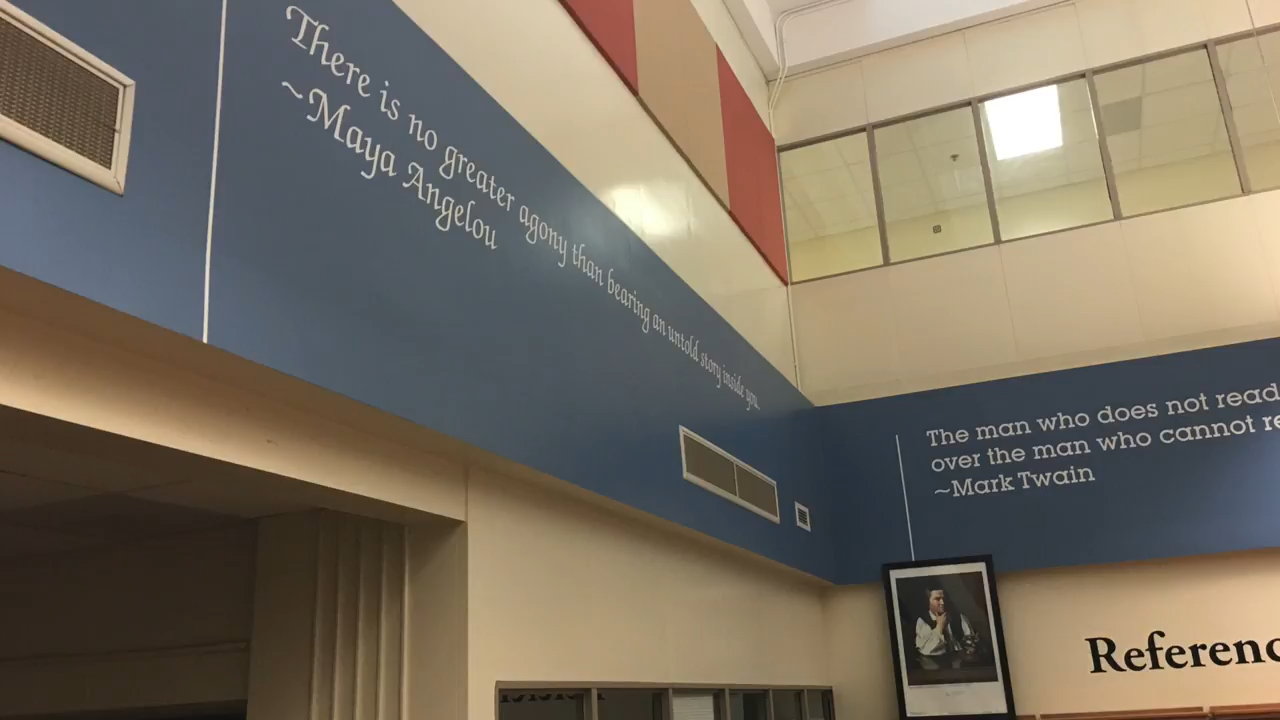 There is no greater agony than bearing an untold story inside you.
~Maya Angelou
The man who does not read
over the man who cannot re
~Mark Twain
Referenc